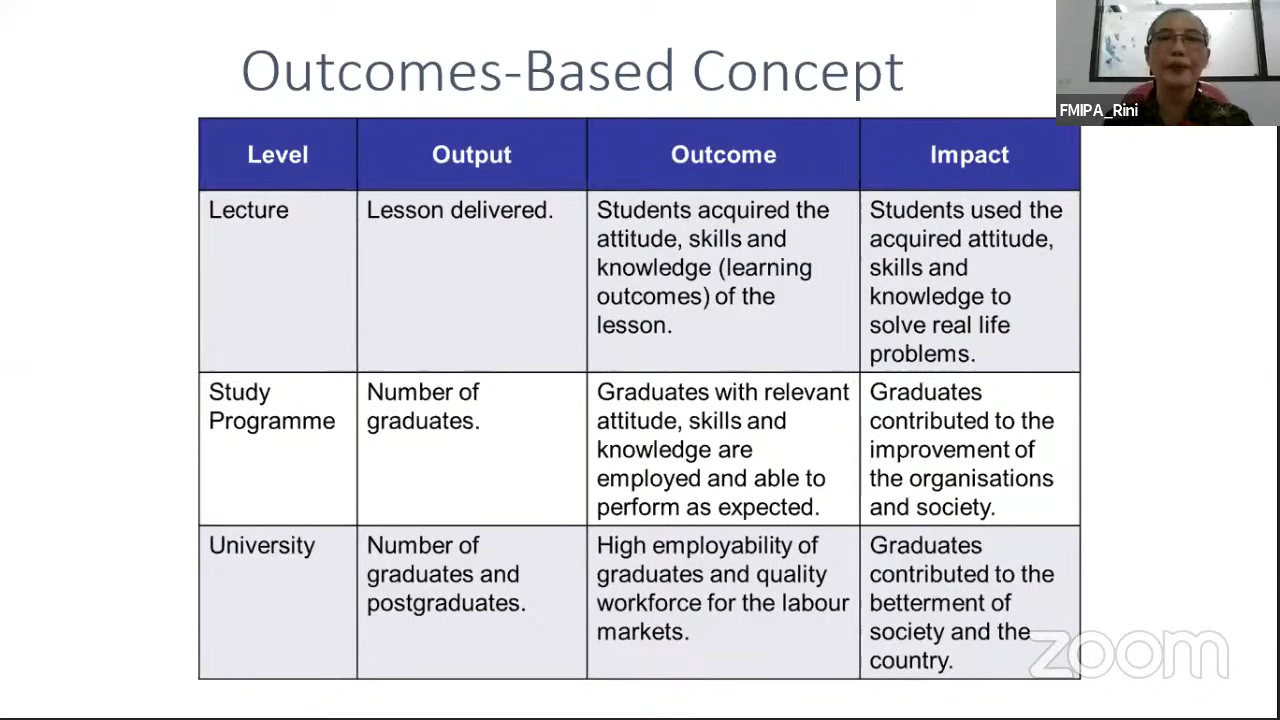 Outcomes-Based Concept
FMIPA_Rini
Level
Output
Outcome
Impact
Lecture
Lesson delivered.
Students acquired the
attitude, skills and
knowledge (learning
outcomes) of the
lesson.
Students used the
acquired attitude,
skills and
knowledge to
solve real life
problems.
Study
Programme
Number of
graduates.
Graduates with relevant
attitude, skills and
knowledge are
employed and able to
perform as expected.
Graduates
contributed to the
improvement of
the organisations
and society.
University
Number of
graduates and
postgraduates.
High employability of
graduates and quality
workforce for the labour
markets.
Graduates
contributed to the
betterment of
society and the
country.
zoom